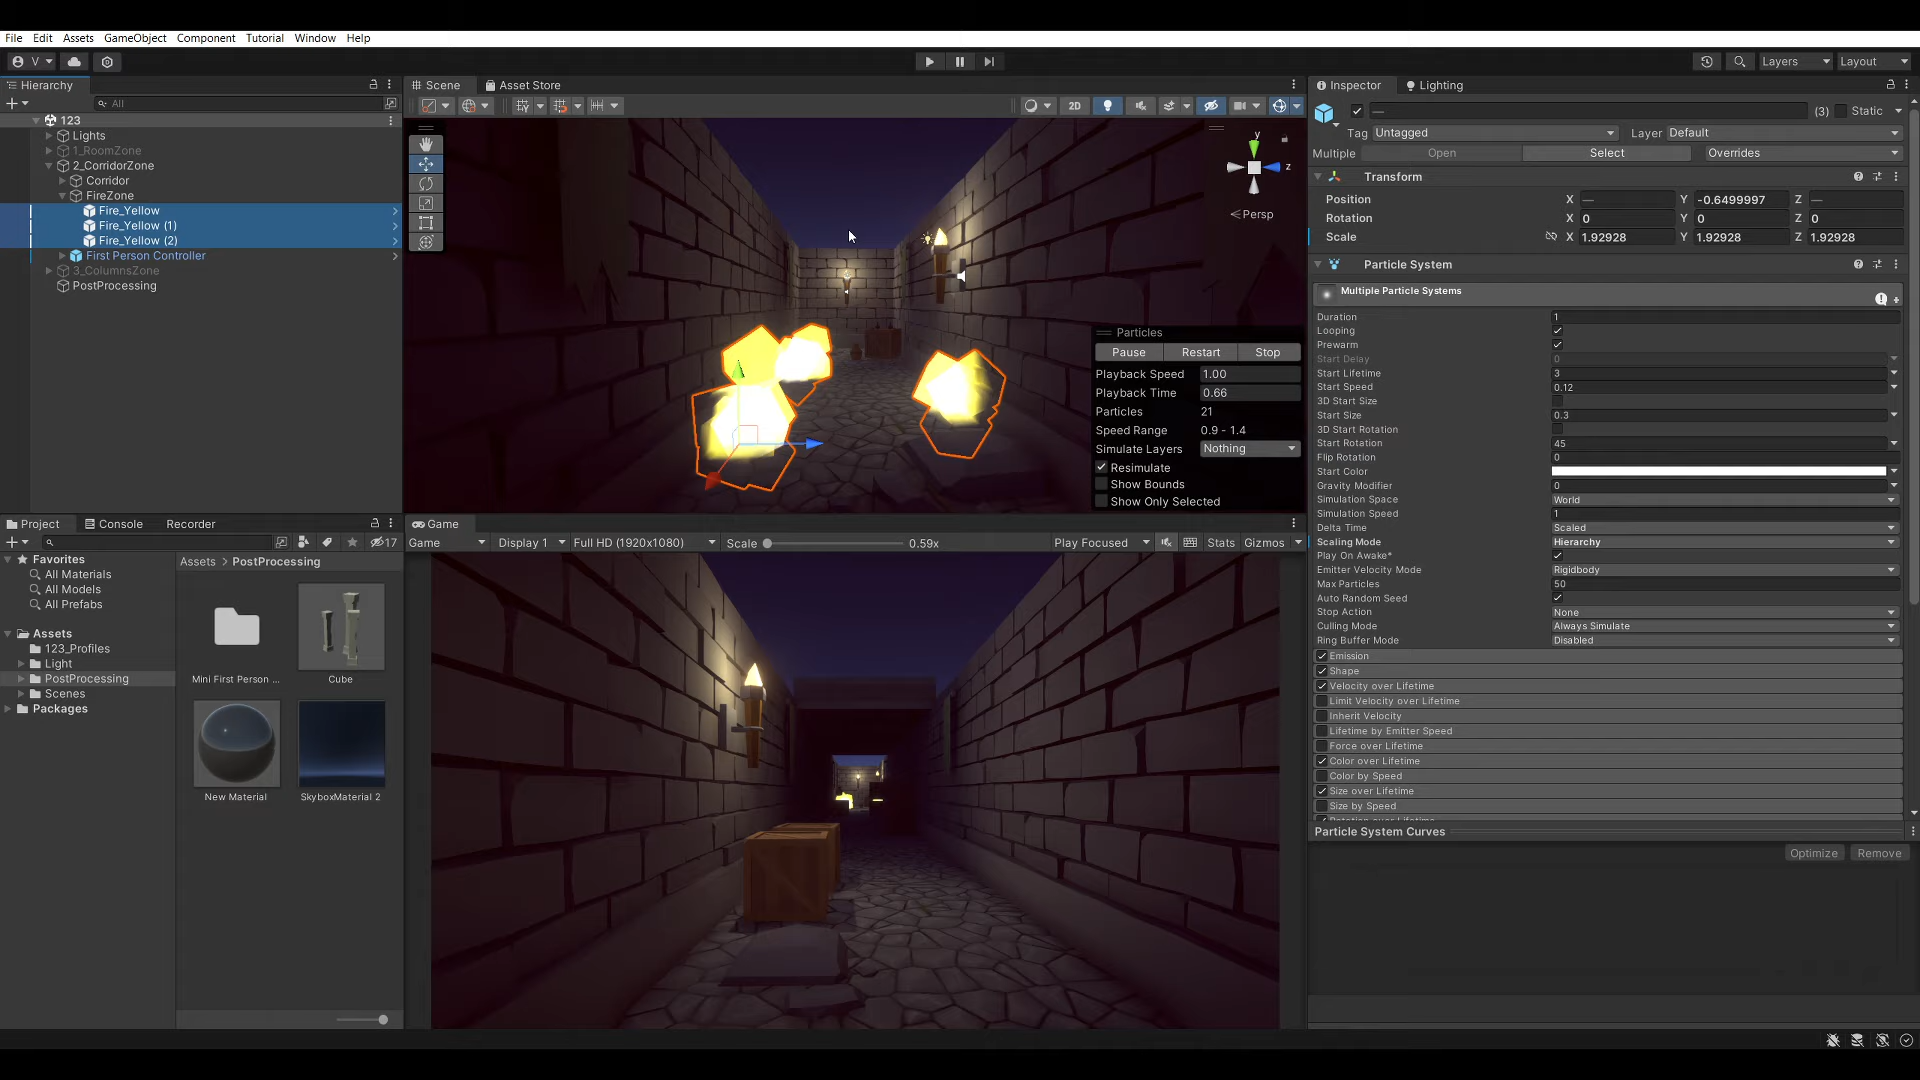 File Edit Assets GameObject Component Tutorial Window Help
V Layers Layout
Hierarchy
All
123
Lights
1_RoomZone
2_CorridorZone
Corridor
FireZone
Fire_Yellow
Fire_Yellow (1)
Fire_Yellow (2)
First Person Controller
3_ColumnsZone
PostProcessing
Scene Asset Store
2D
y
z
Persp
Particles
Pause Restart Stop
Playback Speed 1.00
Playback Time 0.66
Particles 21
Speed Range 0.9 - 1.4
Simulate Layers Nothing
Resimulate
Show Bounds
Show Only Selected
Project Console Recorder
17
Favorites
All Materials
All Models
All Prefabs
Assets
123_Profiles
Light
PostProcessing
Scenes
Packages
Assets > PostProcessing
Mini First Person ... Cube
New Material SkyboxMaterial 2
Game
Game Display 1 Full HD (1920x1080) Scale 0.59x Play Focused Stats Gizmos
Inspector Lighting
— (3) Static
Tag Untagged Layer Default
Multiple Open Select Overrides
Transform
Position X — Y -0.6499997 Z —
Rotation X 0 Y 0 Z 0
Scale X 1.92928 Y 1.92928 Z 1.92928
Particle System
Multiple Particle Systems
Duration 1
Looping
Prewarm
Start Delay 0
Start Lifetime 3
Start Speed 0.12
3D Start Size
Start Size 0.3
3D Start Rotation
Start Rotation 45
Flip Rotation 0
Start Color
Gravity Modifier 0
Simulation Space World
Simulation Speed 1
Delta Time Scaled
Scaling Mode Hierarchy
Play On Awake*
Emitter Velocity Mode Rigidbody
Max Particles 50
Auto Random Seed
Stop Action None
Culling Mode Always Simulate
Ring Buffer Mode Disabled
Emission
Shape
Velocity over Lifetime
Limit Velocity over Lifetime
Inherit Velocity
Lifetime by Emitter Speed
Force over Lifetime
Color over Lifetime
Color by Speed
Size over Lifetime
Size by Speed
Rotation over Lifetime
Particle System Curves
Optimize Remove